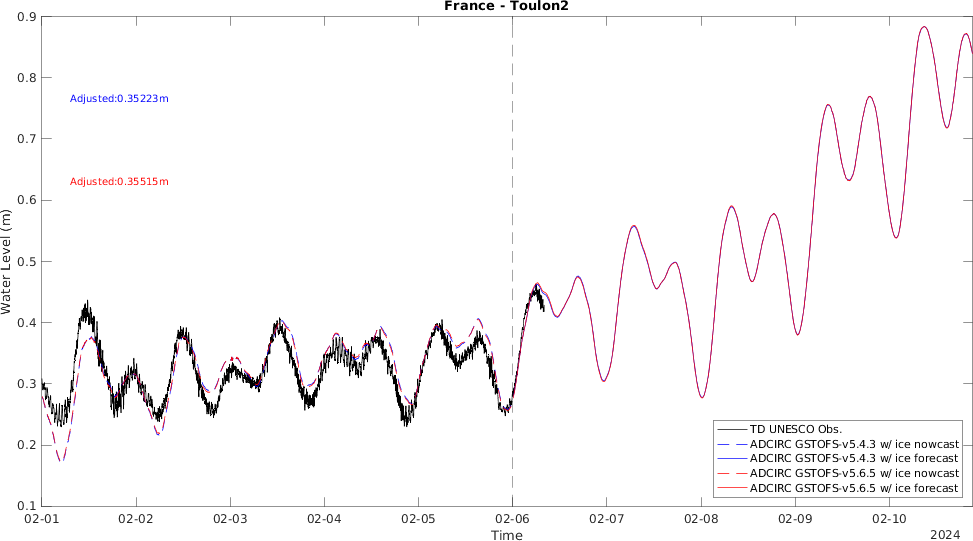 France - Toulon2
0.9
0.8
0.7
0.6
0.5
0.4
0.3
0.2
0.1
Water Level (m)
Adjusted:0.35223m
Adjusted:0.35515m
TD UNESCO Obs.
ADCIRC GSTOFS-v5.4.3 w/ ice nowcast
ADCIRC GSTOFS-v5.4.3 w/ ice forecast
ADCIRC GSTOFS-v5.6.5 w/ ice nowcast
ADCIRC GSTOFS-v5.6.5 w/ ice forecast
02-01 02-02 02-03 02-04 02-05 02-06 02-07 02-08 02-09 02-10
Time
2024